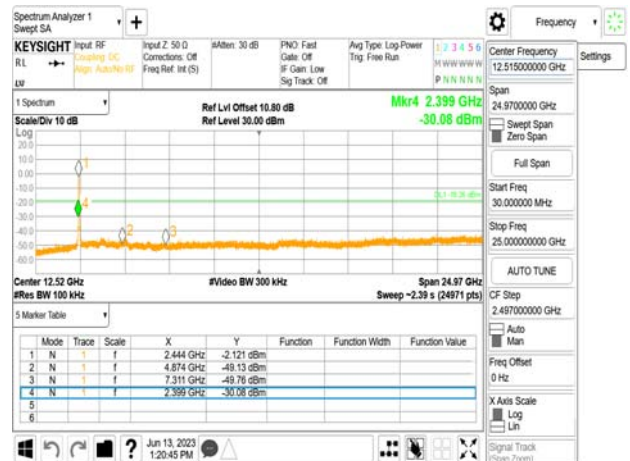 Spectrum Analyzer 1
Swept SA
Frequency
KEYSIGHT
RL
Input: RF
Coupling: DC
Align: Auto/No RF
Input Z: 50 Ω
Corrections: Off
Freq Ref: Int (S)
#Atten: 30 dB
PNO: Fast
Gate: Off
IF Gain: Low
Sig Track: Off
Avg Type: Log-Power
Trig: Free Run
1 2 3 4 5 6
M W W W W W
P N N N N N
Center Frequency
12.515000000 GHz
Settings
Span
24.9700000 GHz
Swept Span
Zero Span
Full Span
Start Freq
30.000000 MHz
Stop Freq
25.000000000 GHz
AUTO TUNE
CF Step
2.497000000 GHz
Auto
Man
Freq Offset
0 Hz
X Axis Scale
Log
Lin
Signal Track
(Span Zoom)
1 Spectrum
Scale/Div 10 dB
Ref Lvl Offset 10.80 dB
Ref Level 30.00 dBm
Mkr4 2.399 GHz
-30.08 dBm
Log
20.0
10.0
0.00
-10.0
-20.0
-30.0
-40.0
-50.0
-60.0
1
4
2
3
Center 12.52 GHz
#Video BW 300 kHz
Span 24.97 GHz
#Res BW 100 kHz
Sweep ~2.39 s (24971 pts)
5 Marker Table
Mode Trace Scale X Y Function Function Width Function Value
1 N 1 f 2.444 GHz -2.121 dBm
2 N 1 f 4.874 GHz -49.13 dBm
3 N 1 f 7.311 GHz -49.76 dBm
4 N 1 f 2.399 GHz -30.08 dBm
5
6
?
Jun 13, 2023
1:20:45 PM